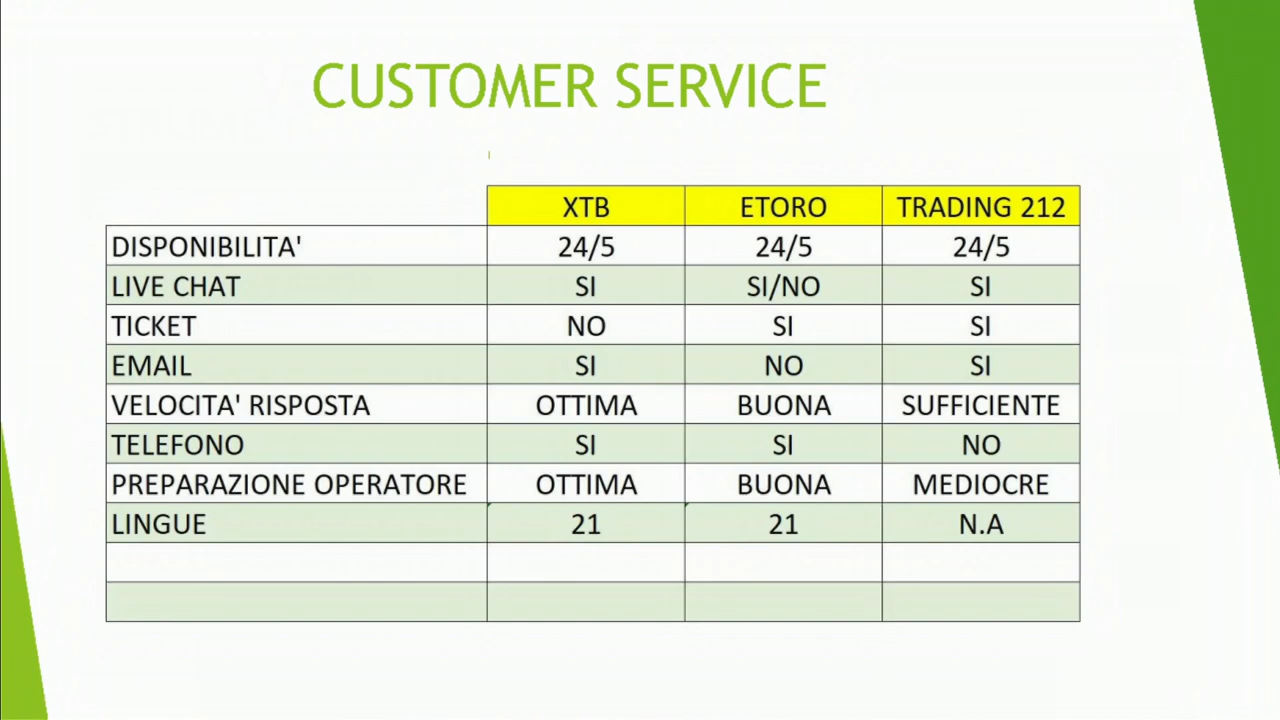 CUSTOMER SERVICE
XTB ETORO TRADING 212
DISPONIBILITA' 24/5 24/5 24/5
LIVE CHAT SI SI/NO SI
TICKET NO SI SI
EMAIL SI NO SI
VELOCITA' RISPOSTA OTTIMA BUONA SUFFICIENTE
TELEFONO SI SI NO
PREPARAZIONE OPERATORE OTTIMA BUONA MEDIOCRE
LINGUE 21 21 N.A